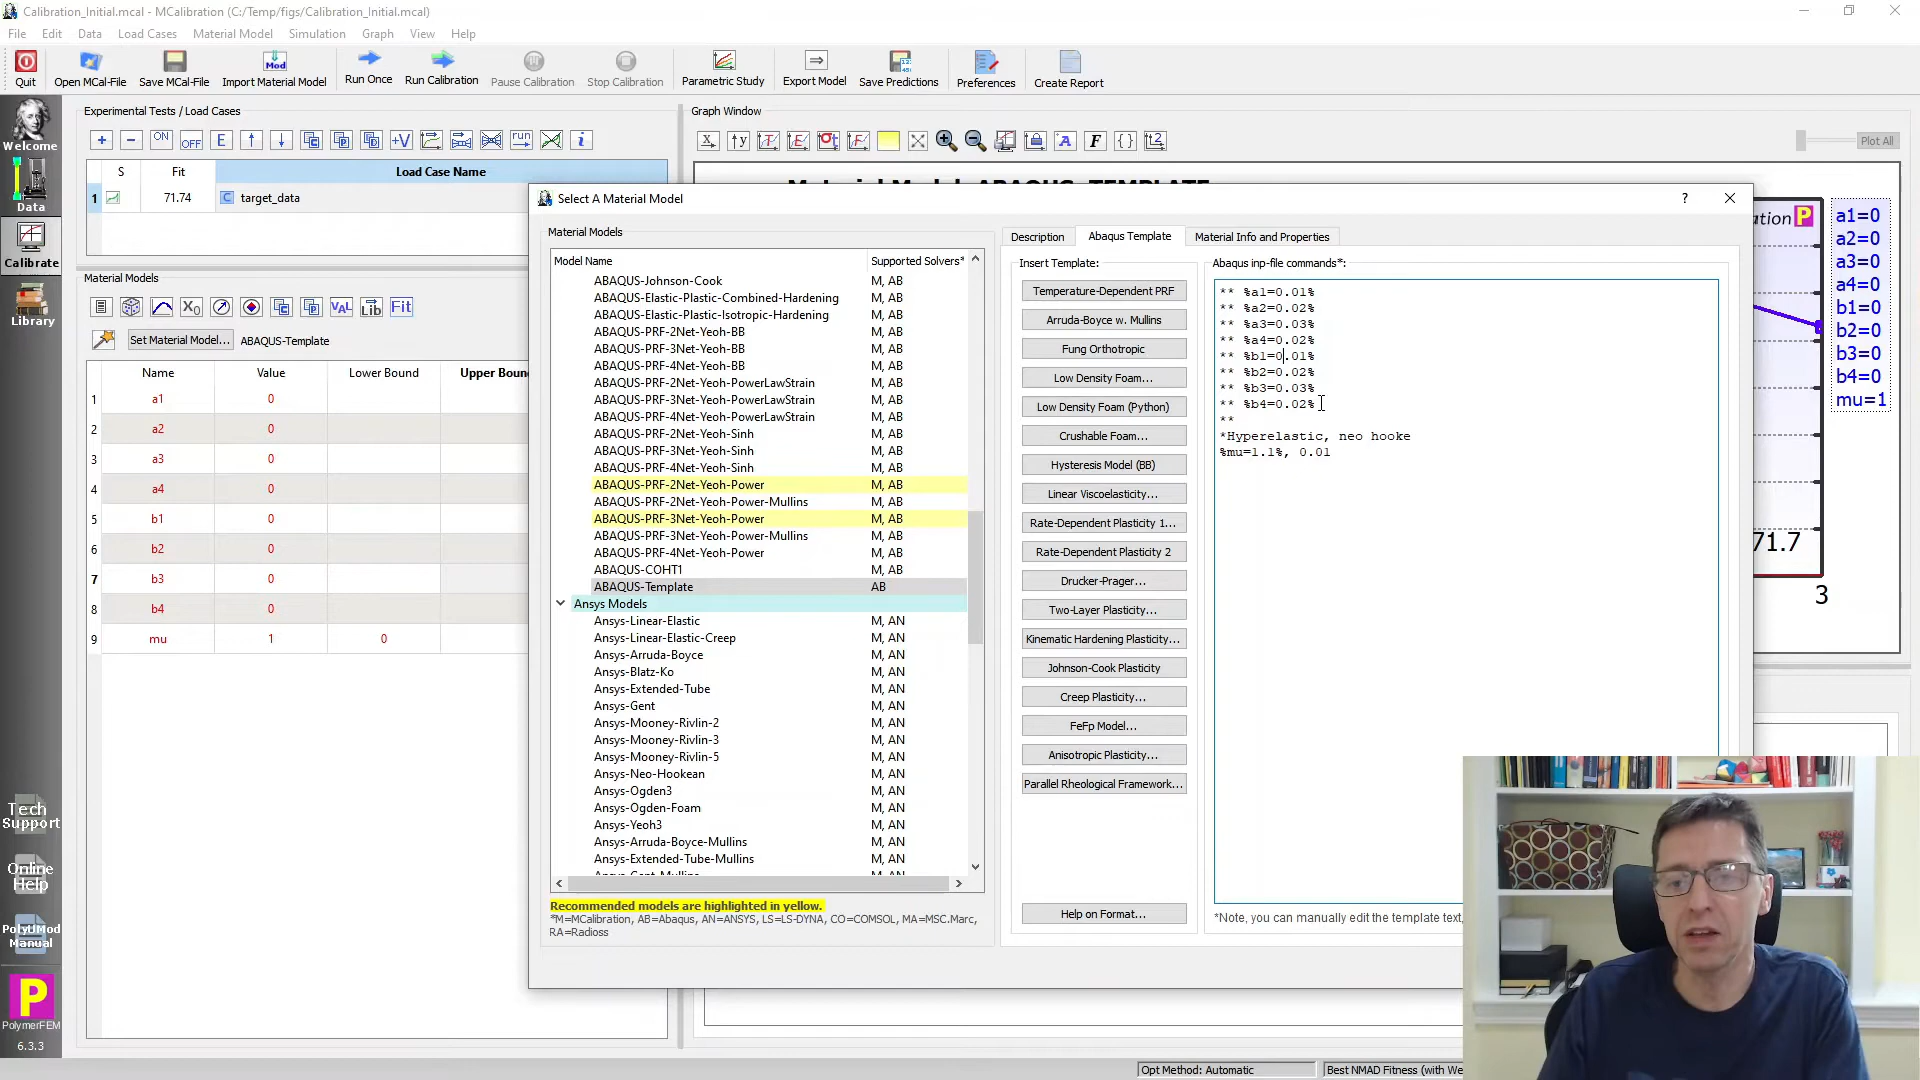 Calibration_Initial.mcal - MCalibration (C:/Temp/figs/Calibration_Initial.mcal)
File Edit Data Load Cases Material Model Simulation Graph View Help
Quit Open MCal-File Save MCal-File Import Material Model Run Once Run Calibration Pause Calibration Stop Calibration Parametric Study Export Model Save Predictions Preferences Create Report
Welcome
Data
Calibrate
Library
Tech Support
Online Help
PolyUMod Manual
PolymerFEM
6.3.3
Experimental Tests / Load Cases
S Fit Load Case Name
1 71.74 C target_data
Material Models
Set Material Model... ABAQUS-Template
Name Value Lower Bound
1 a1 0
2 a2 0
3 a3 0
4 a4 0
5 b1 0
6 b2 0
7 b3 0
8 b4 0
9 mu 1 0
Graph Window
Plot All
a1=0
a2=0
a3=0
a4=0
b1=0
b2=0
b3=0
b4=0
mu=1
71.7
3
Select A Material Model
Material Models
Model Name Supported Solvers*
ABAQUS-Johnson-Cook M, AB
ABAQUS-Elastic-Plastic-Combined-Hardening M, AB
ABAQUS-Elastic-Plastic-Isotropic-Hardening M, AB
ABAQUS-PRF-2Net-Yeoh-BB M, AB
ABAQUS-PRF-3Net-Yeoh-BB M, AB
ABAQUS-PRF-4Net-Yeoh-BB M, AB
ABAQUS-PRF-2Net-Yeoh-PowerLawStrain M, AB
ABAQUS-PRF-3Net-Yeoh-PowerLawStrain M, AB
ABAQUS-PRF-4Net-Yeoh-PowerLawStrain M, AB
ABAQUS-PRF-2Net-Yeoh-Sinh M, AB
ABAQUS-PRF-3Net-Yeoh-Sinh M, AB
ABAQUS-PRF-4Net-Yeoh-Sinh M, AB
ABAQUS-PRF-2Net-Yeoh-Power M, AB
ABAQUS-PRF-2Net-Yeoh-Power-Mullins M, AB
ABAQUS-PRF-3Net-Yeoh-Power M, AB
ABAQUS-PRF-3Net-Yeoh-Power-Mullins M, AB
ABAQUS-PRF-4Net-Yeoh-Power M, AB
ABAQUS-COHT1 M, AB
ABAQUS-Template AB
Ansys Models
Ansys-Linear-Elastic M, AN
Ansys-Linear-Elastic-Creep M, AN
Ansys-Arruda-Boyce M, AN
Ansys-Blatz-Ko M, AN
Ansys-Extended-Tube M, AN
Ansys-Gent M, AN
Ansys-Mooney-Rivlin-2 M, AN
Ansys-Mooney-Rivlin-3 M, AN
Ansys-Mooney-Rivlin-5 M, AN
Ansys-Neo-Hookean M, AN
Ansys-Ogden3 M, AN
Ansys-Ogden-Foam M, AN
Ansys-Yeoh3 M, AN
Ansys-Arruda-Boyce-Mullins M, AN
Ansys-Extended-Tube-Mullins M, AN
Recommended models are highlighted in yellow.
*M=MCalibration, AB=Abaqus, AN=ANSYS, LS=LS-DYNA, CO=COMSOL, MA=MSC.Marc,
RA=Radioss
Description Abaqus Template Material Info and Properties
Insert Template:
Temperature-Dependent PRF
Arruda-Boyce w. Mullins
Fung Orthotropic
Low Density Foam...
Low Density Foam (Python)
Crushable Foam...
Hysteresis Model (BB)
Linear Viscoelasticity...
Rate-Dependent Plasticity 1...
Rate-Dependent Plasticity 2
Drucker-Prager...
Two-Layer Plasticity...
Kinematic Hardening Plasticity...
Johnson-Cook Plasticity
Creep Plasticity...
FeFp Model...
Anisotropic Plasticity...
Parallel Rheological Framework...
Help on Format...
Abaqus inp-file commands*:
** %a1=0.01%
** %a2=0.02%
** %a3=0.03%
** %a4=0.02%
** %b1=0.01%
** %b2=0.02%
** %b3=0.03%
** %b4=0.02%
**
*Hyperelastic, neo hooke
%mu=1.1%, 0.01
*Note, you can manually edit the template text,
Opt Method: Automatic Best NMAD Fitness (with We